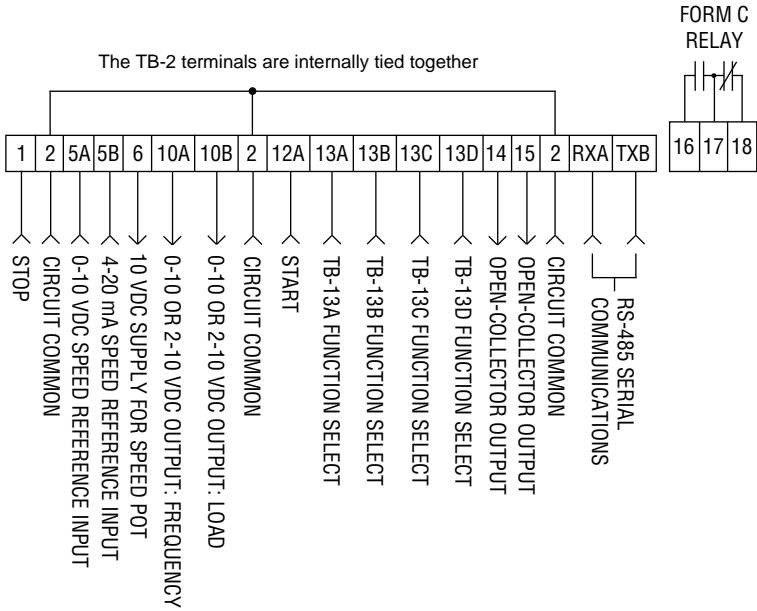 FORM C
RELAY
The TB-2 terminals are internally tied together
1 2 5A 5B 6 10A 10B 2 12A 13A 13B 13C 13D 14 15 2 RXA TXB
16 17 18
STOP
CIRCUIT COMMON
0-10 VDC SPEED REFERENCE INPUT
4-20 mA SPEED REFERENCE INPUT
10 VDC SUPPLY FOR SPEED POT
0-10 OR 2-10 VDC OUTPUT: FREQUENCY
0-10 OR 2-10 VDC OUTPUT: LOAD
CIRCUIT COMMON
START
TB-13A FUNCTION SELECT
TB-13B FUNCTION SELECT
TB-13C FUNCTION SELECT
TB-13D FUNCTION SELECT
OPEN-COLLECTOR OUTPUT
OPEN-COLLECTOR OUTPUT
CIRCUIT COMMON
RS-485 SERIAL
COMMUNICATIONS